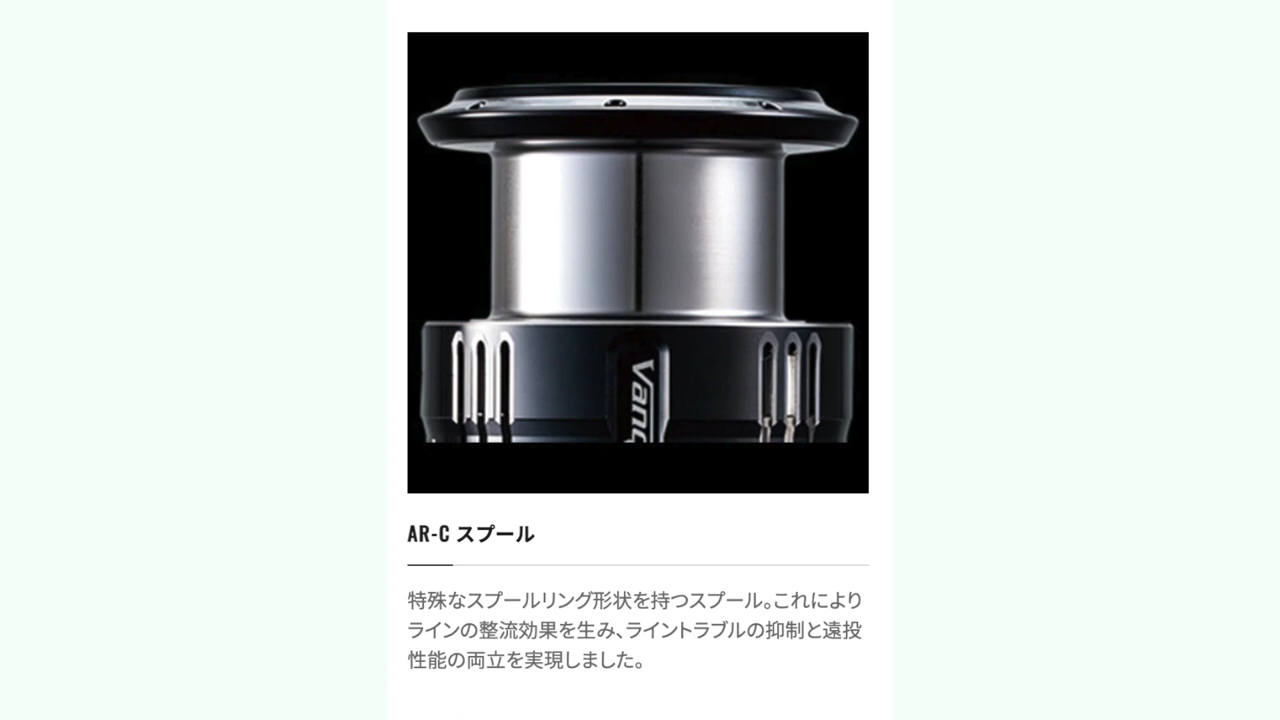 Vanq
AR-C スプール
特殊なスプールリング形状を持つスプール。これにより
ラインの整流効果を生み、ライントラブルの抑制と遠投
性能の両立を実現しました。